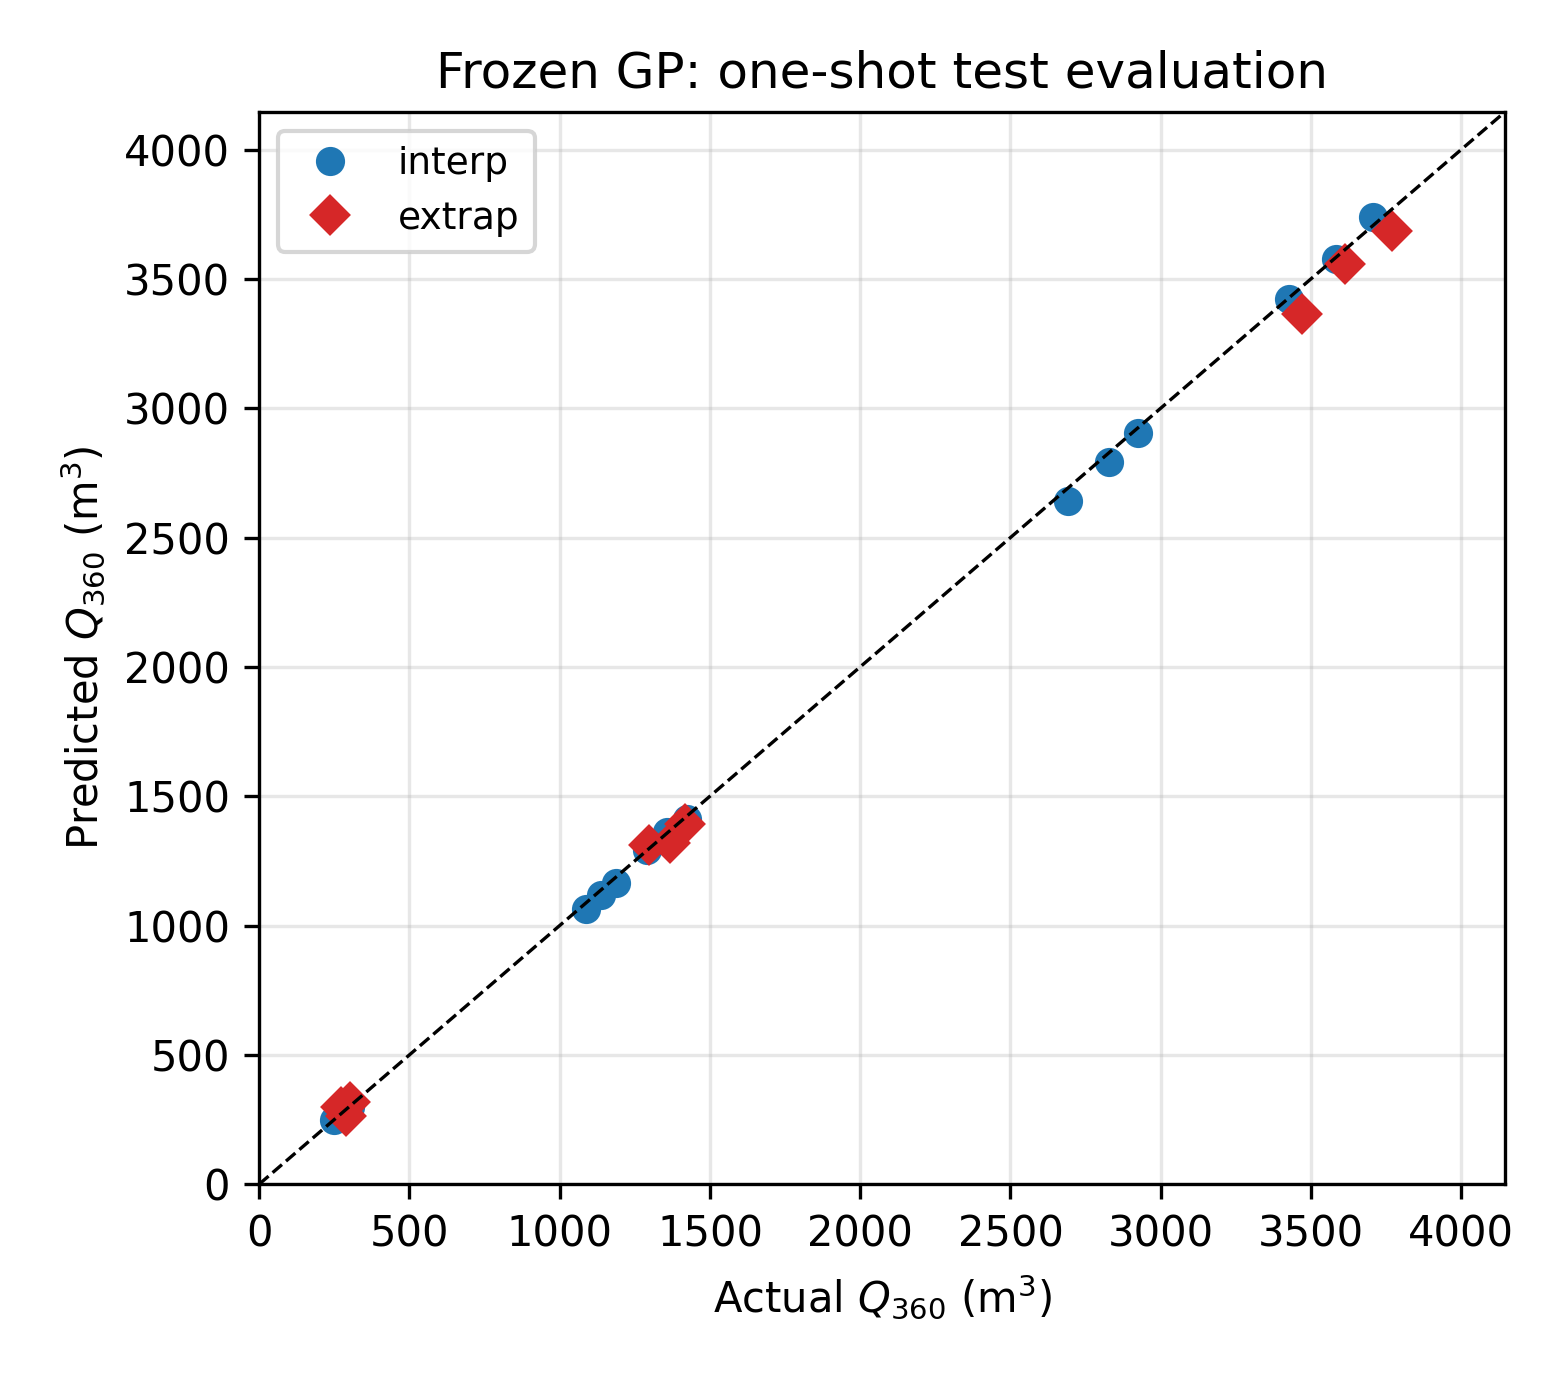 Frozen GP: one-shot test evaluation
interp
extrap
4000
3500
3000
2500
2000
1500
1000
500
0
Predicted Q360 (m³)
0 500 1000 1500 2000 2500 3000 3500 4000
Actual Q360 (m³)